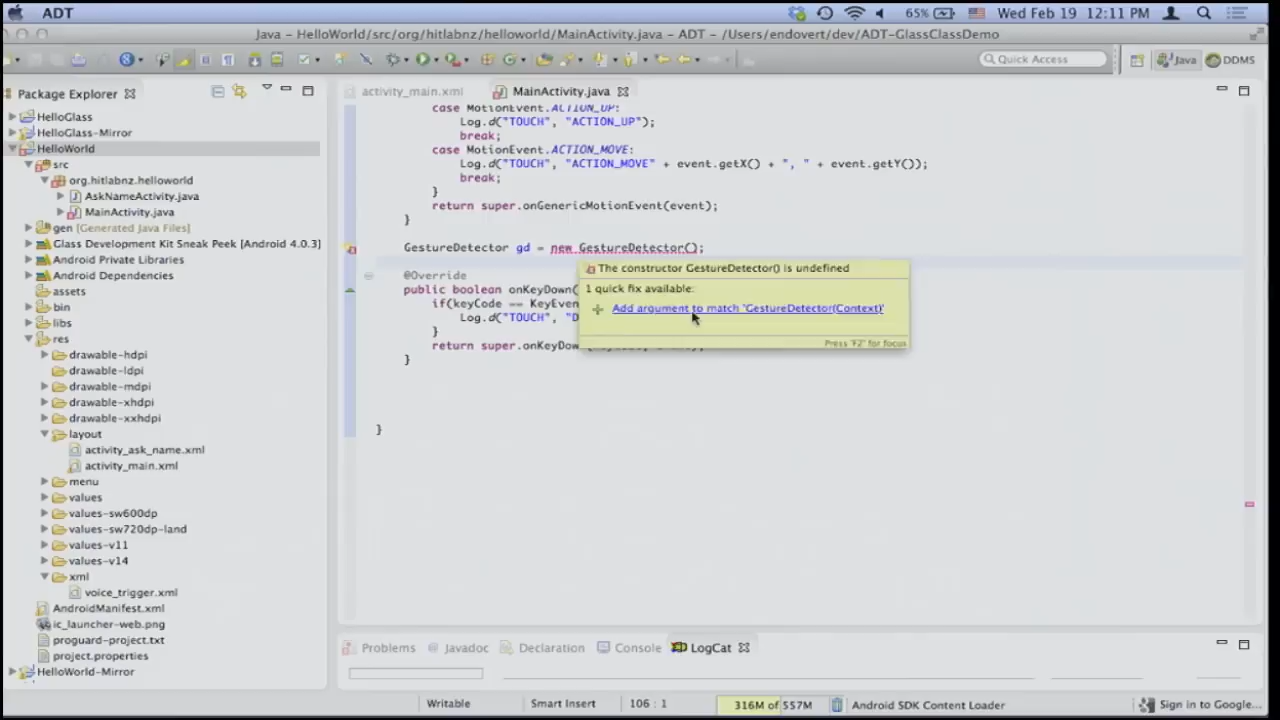 ADT
65%
Wed Feb 19 12:11 PM
Java - HelloWorld/src/org/hitlabnz/helloworld/MainActivity.java - ADT - /Users/endovert/dev/ADT-GlassClassDemo
Quick Access
Java
DDMS
Package Explorer
HelloGlass
HelloGlass-Mirror
HelloWorld
src
org.hitlabnz.helloworld
AskNameActivity.java
MainActivity.java
gen [Generated Java Files]
Glass Development Kit Sneak Peek [Android 4.0.3]
Android Private Libraries
Android Dependencies
assets
bin
libs
res
drawable-hdpi
drawable-ldpi
drawable-mdpi
drawable-xhdpi
drawable-xxhdpi
layout
activity_ask_name.xml
activity_main.xml
menu
values
values-sw600dp
values-sw720dp-land
values-v11
values-v14
xml
voice_trigger.xml
AndroidManifest.xml
ic_launcher-web.png
proguard-project.txt
project.properties
HelloWorld-Mirror
activity_main.xml
MainActivity.java
case MotionEvent.ACTION_UP:
Log.d("TOUCH", "ACTION_UP");
break;
case MotionEvent.ACTION_MOVE:
Log.d("TOUCH", "ACTION_MOVE" + event.getX() + ", " + event.getY());
break;
}
return super.onGenericMotionEvent(event);
}
GestureDetector gd = new GestureDetector();
@Override
public boolean onKeyDown(
if(keyCode == KeyEven
Log.d("TOUCH", "D
}
return super.onKeyDow
}
}
The constructor GestureDetector() is undefined
1 quick fix available:
Add argument to match 'GestureDetector(Context)'
Press 'F2' for focus
Problems
Javadoc
Declaration
Console
LogCat
Writable
Smart Insert
106 : 1
316M of 557M
Android SDK Content Loader
Sign in to Google...